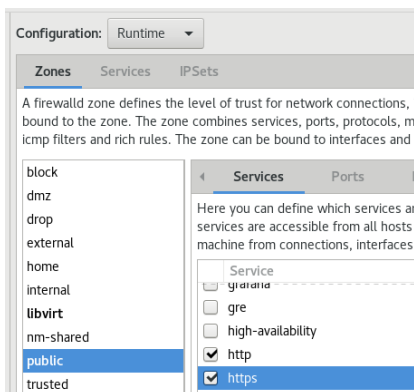 Configuration: Runtime
Zones Services IPSets
A firewalld zone defines the level of trust for network connections,
bound to the zone. The zone combines services, ports, protocols,
icmp filters and rich rules. The zone can be bound to interfaces and
block
dmz
drop
external
home
internal
libvirt
nm-shared
public
trusted
Services Ports
Here you can define which services
services are accessible from all hosts
machine from connections, interfaces
Service
grafana
gre
high-availability
http
https